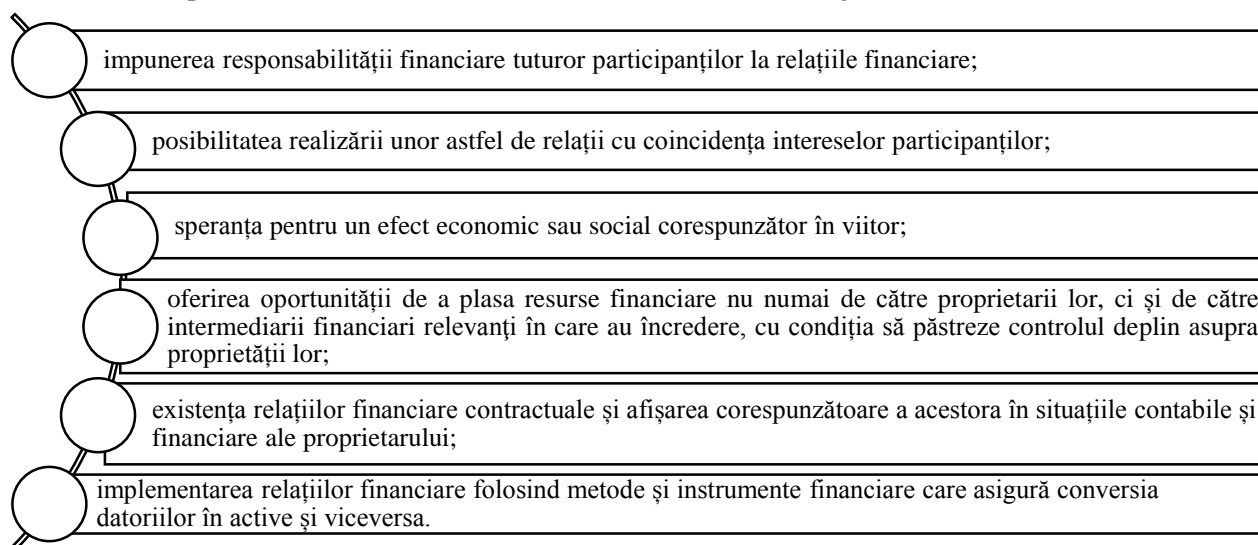 impunerea responsabilității financiare tuturor participanților la relațiile financiare;
posibilitatea realizării unor astfel de relații cu coincidența intereselor participanților;
speranța pentru un efect economic sau social corespunzător în viitor;
oferirea oportunității de a plasa resurse financiare nu numai de către proprietarii lor, ci și de către
intermediarii financiari relevanţi în care au încredere, cu condiția să păstreze controlul deplin asupra
proprietății lor;
existența relațiilor financiare contractuale și afișarea corespunzătoare a acestora în situațiile contabile și
financiare ale proprietarului;
implementarea relațiilor financiare folosind metode și instrumente financiare care asigură conversia
datoriilor în active și viceversa.